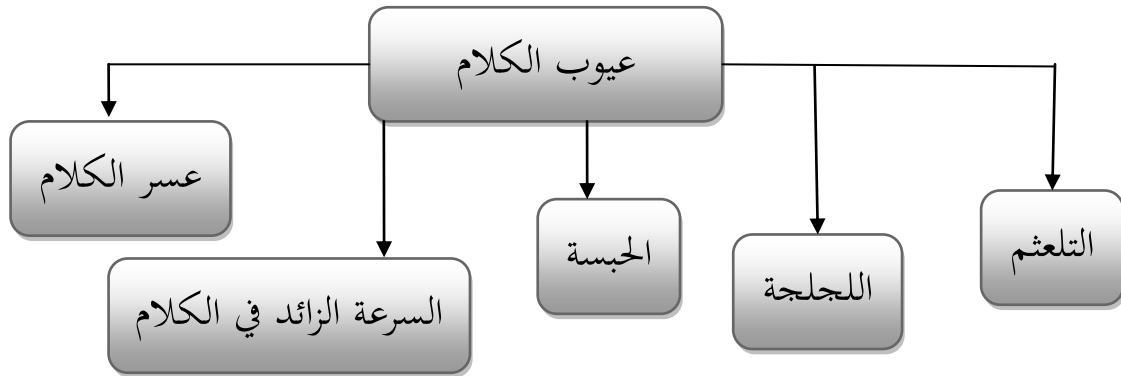 عيوب الكلام
التلعثم
اللجلجة
الحبسة
السرعة الزائد في الكلام
عسر الكلام